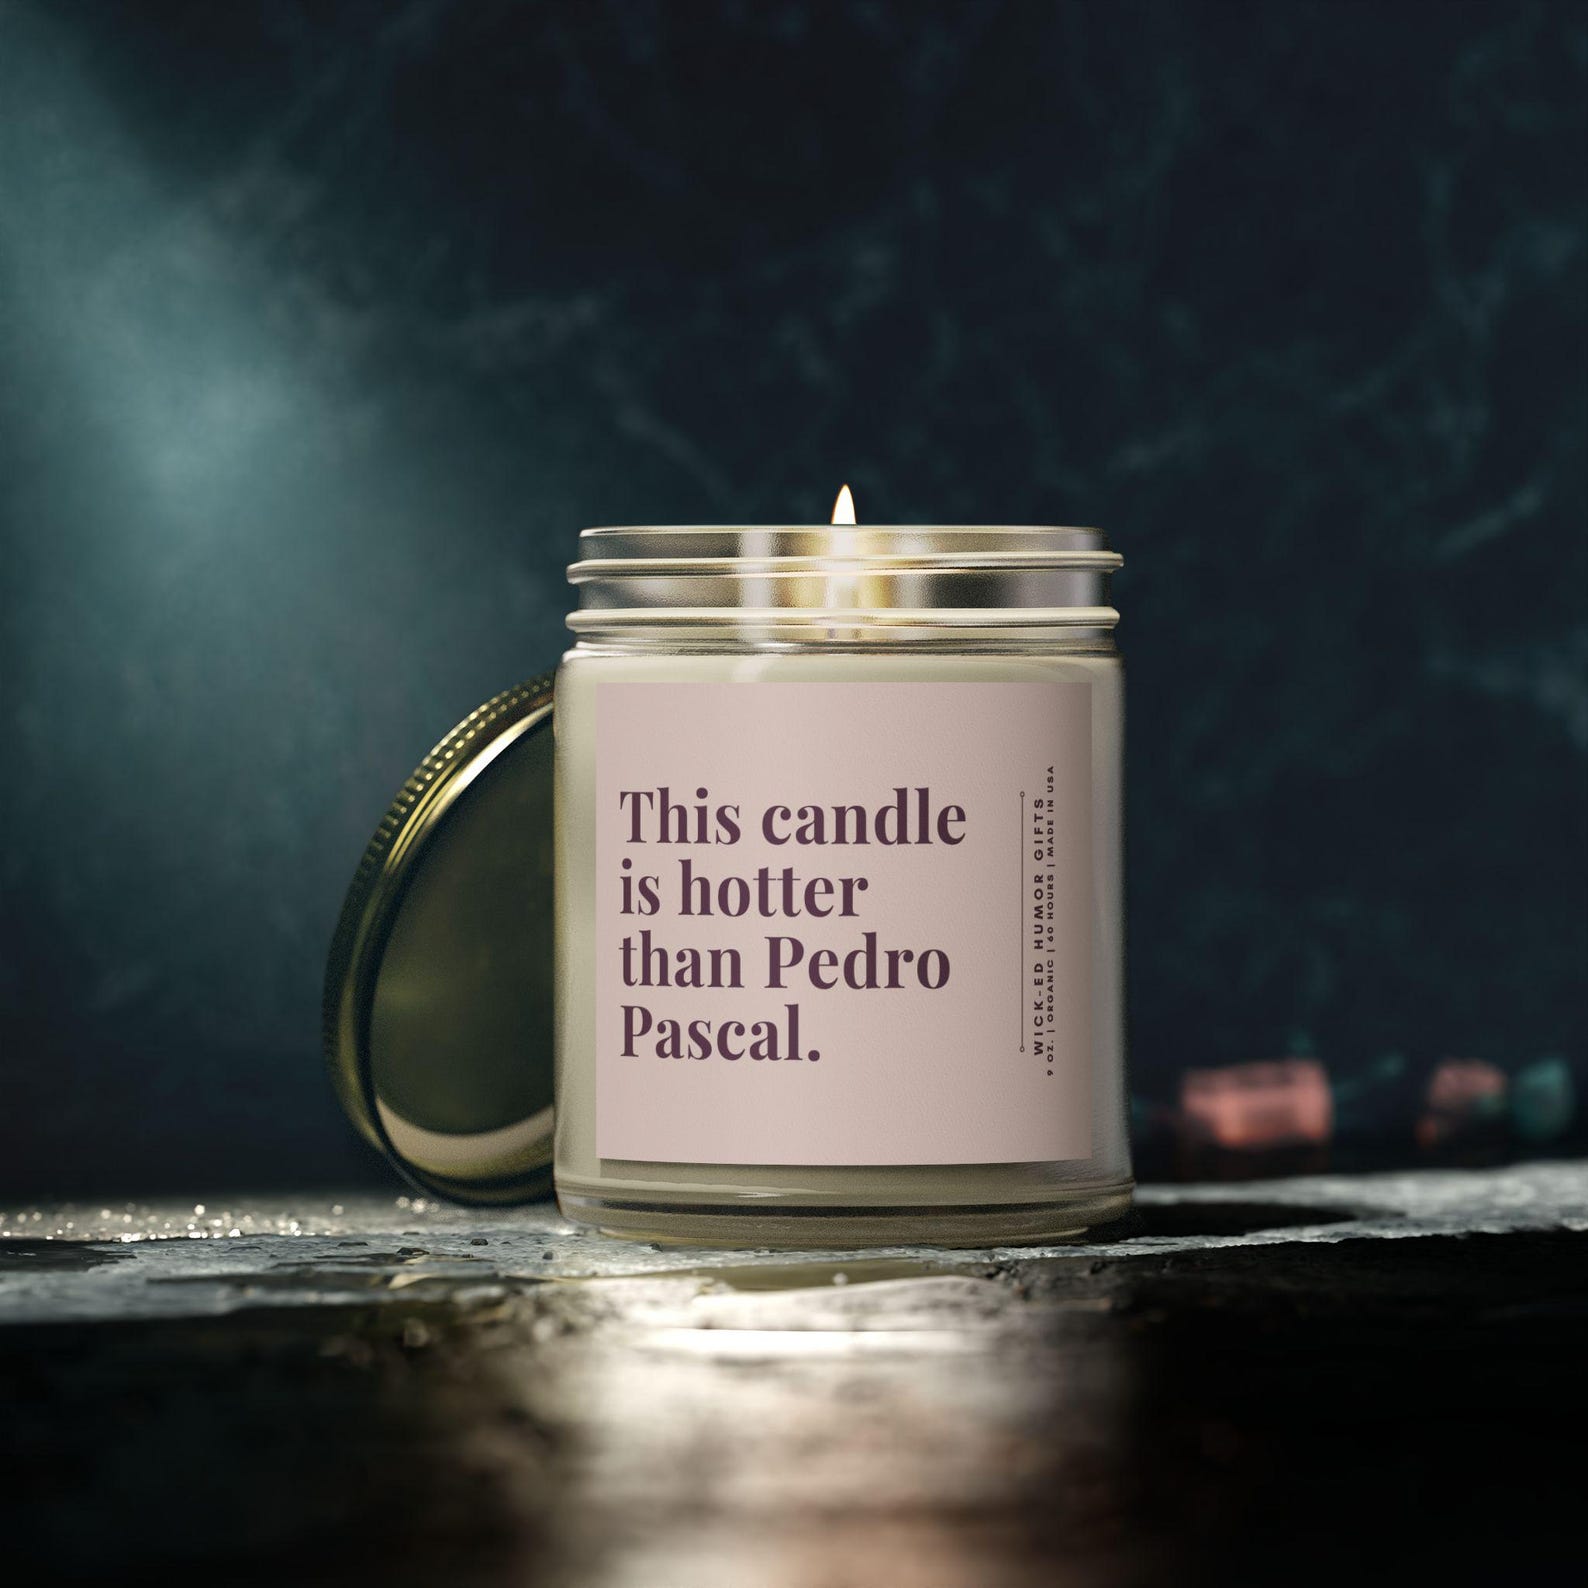 This candle
is hotter
than Pedro
Pascal.
WICK-ED HUMOR GIFTS
9 OZ. | ORGANIC | 60 HOURS | MADE IN USA